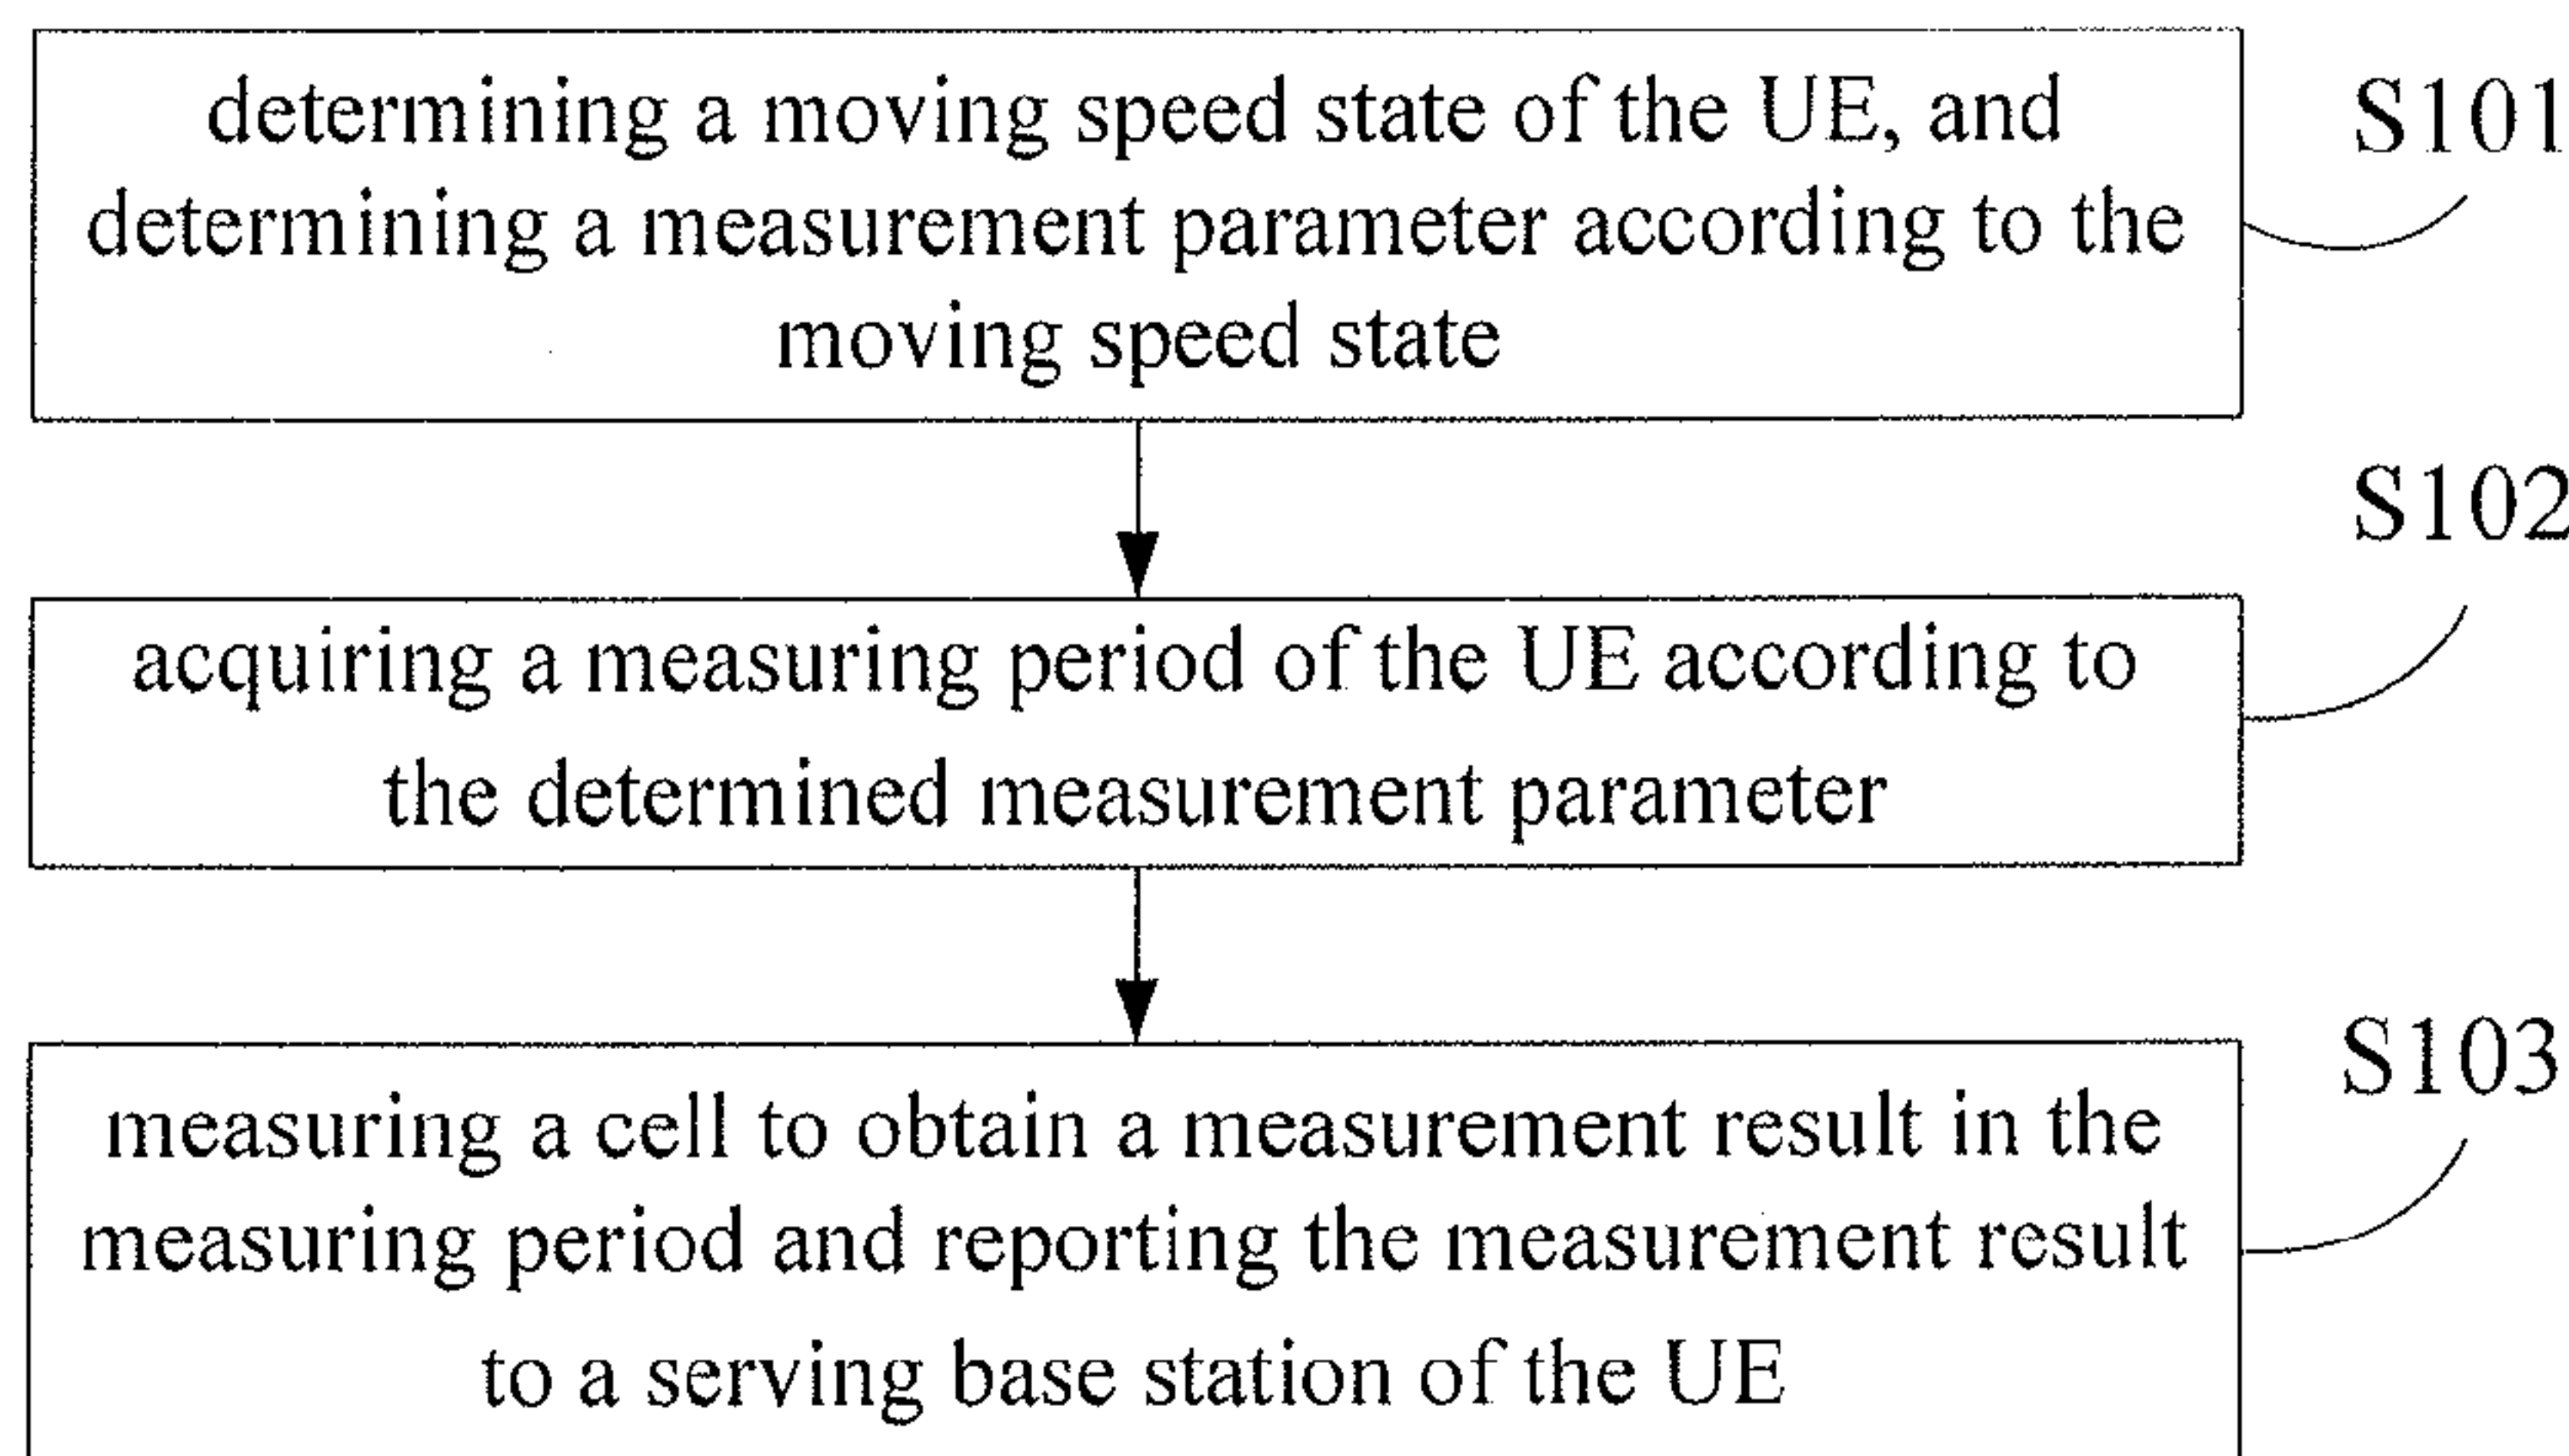 determining a moving speed state of the UE, and
determining a measurement parameter according to the
moving speed state
S101
acquiring a measuring period of the UE according to
the determined measurement parameter
S102
measuring a cell to obtain a measurement result in the
measuring period and reporting the measurement result
to a serving base station of the UE
S103